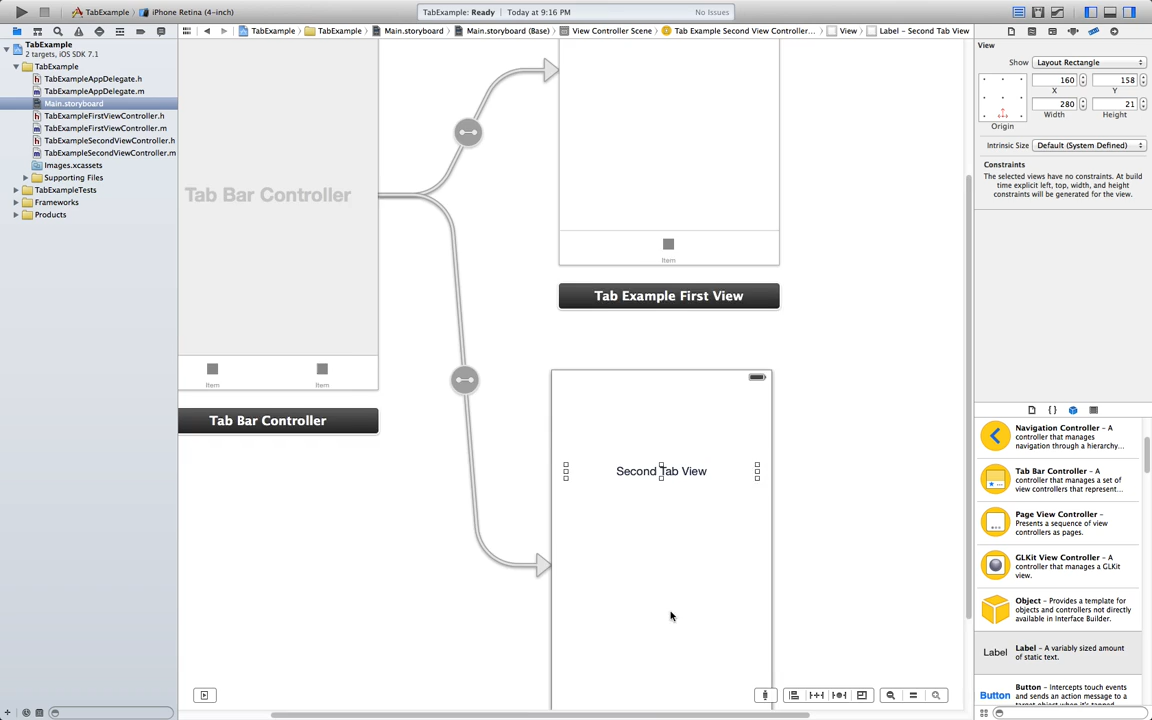 TabExample
iPhone Retina (4-inch)
TabExample: Ready
Today at 9:16 PM
No Issues
TabExample
TabExample
Main.storyboard
Main.storyboard (Base)
View Controller Scene
Tab Example Second View Controller...
View
Label – Second Tab View
TabExample
2 targets, iOS SDK 7.1
TabExample
TabExampleAppDelegate.h
TabExampleAppDelegate.m
Main.storyboard
TabExampleFirstViewController.h
TabExampleFirstViewController.m
TabExampleSecondViewController.h
TabExampleSecondViewController.m
Images.xcassets
Supporting Files
TabExampleTests
Frameworks
Products
Tab Bar Controller
Item
Item
Tab Bar Controller
Item
Tab Example First View
Second Tab View
View
Show
Layout Rectangle
160
158
X
Y
280
21
Width
Height
Origin
Intrinsic Size
Default (System Defined)
Constraints
The selected views have no constraints. At build
time explicit left, top, width, and height
constraints will be generated for the view.
Navigation Controller – A
controller that manages
navigation through a hierarchy...
Tab Bar Controller – A
controller that manages a set of
view controllers that represent...
Page View Controller –
Presents a sequence of view
controllers as pages.
GLKit View Controller – A
controller that manages a GLKit
view.
Object – Provides a template for
objects and controllers not directly
available in Interface Builder.
Label
Label – A variably sized amount
of static text.
Button
Button – Intercepts touch events
and sends an action message to a
target object when it's tapped.